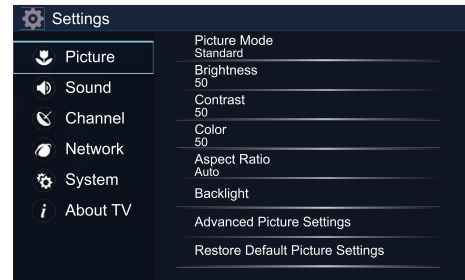 Settings
Picture
Sound
Channel
Network
System
i About TV
Picture Mode
Standard
Brightness
50
Contrast
50
Color
50
Aspect Ratio
Auto
Backlight
Advanced Picture Settings
Restore Default Picture Settings